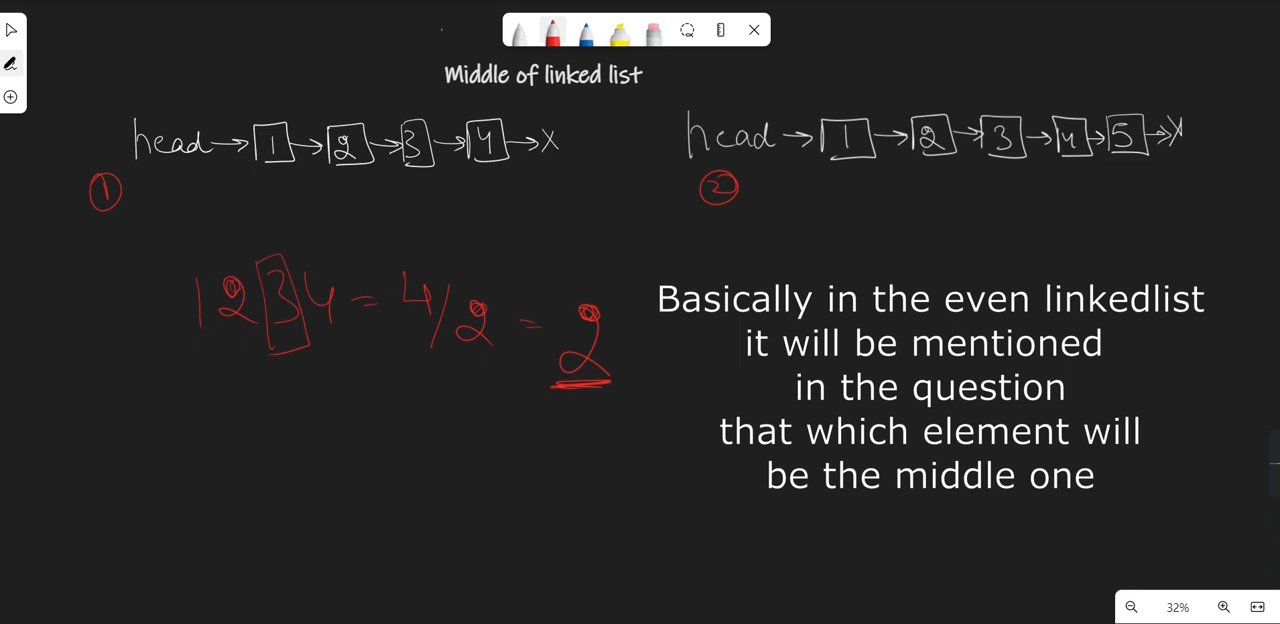 Middle of linked list
head→1→2→3→4→X
head→1→2→3→4→5→X
1
2
1 2 3 4 = 4/2 = 2
Basically in the even linkedlist
it will be mentioned
in the question
that which element will
be the middle one
32%